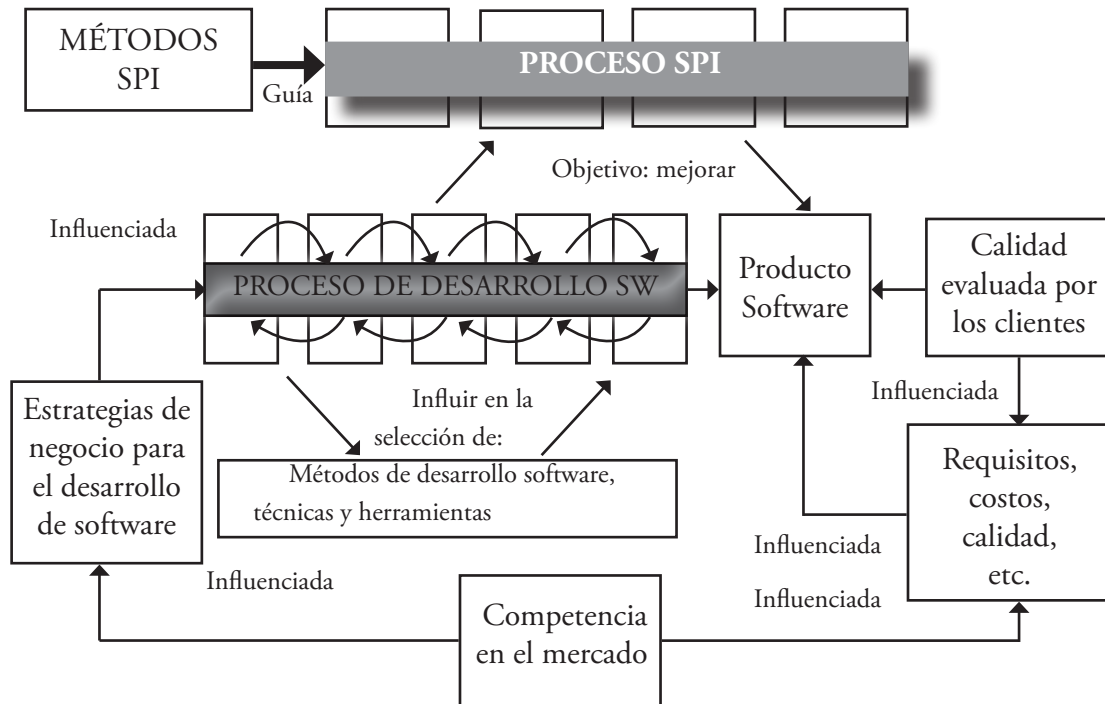 MÉTODOS
SPI
Guía
PROCESO SPI
Objetivo: mejorar
Influenciada
PROCESO DE DESARROLLO SW
Producto
Software
Calidad
evaluada por
los clientes
Influenciada
Estrategias de
negocio para
el desarrollo
de software
Influir en la
selección de:
Métodos de desarrollo software,
técnicas y herramientas
Requisitos,
costos,
calidad,
etc.
Influenciada
Influenciada
Influenciada
Competencia
en el mercado